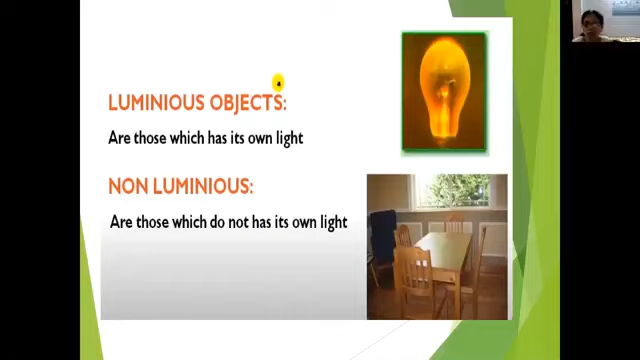 LUMINIOUS OBJECTS:
Are those which has its own light
NON LUMINIOUS:
Are those which do not has its own light